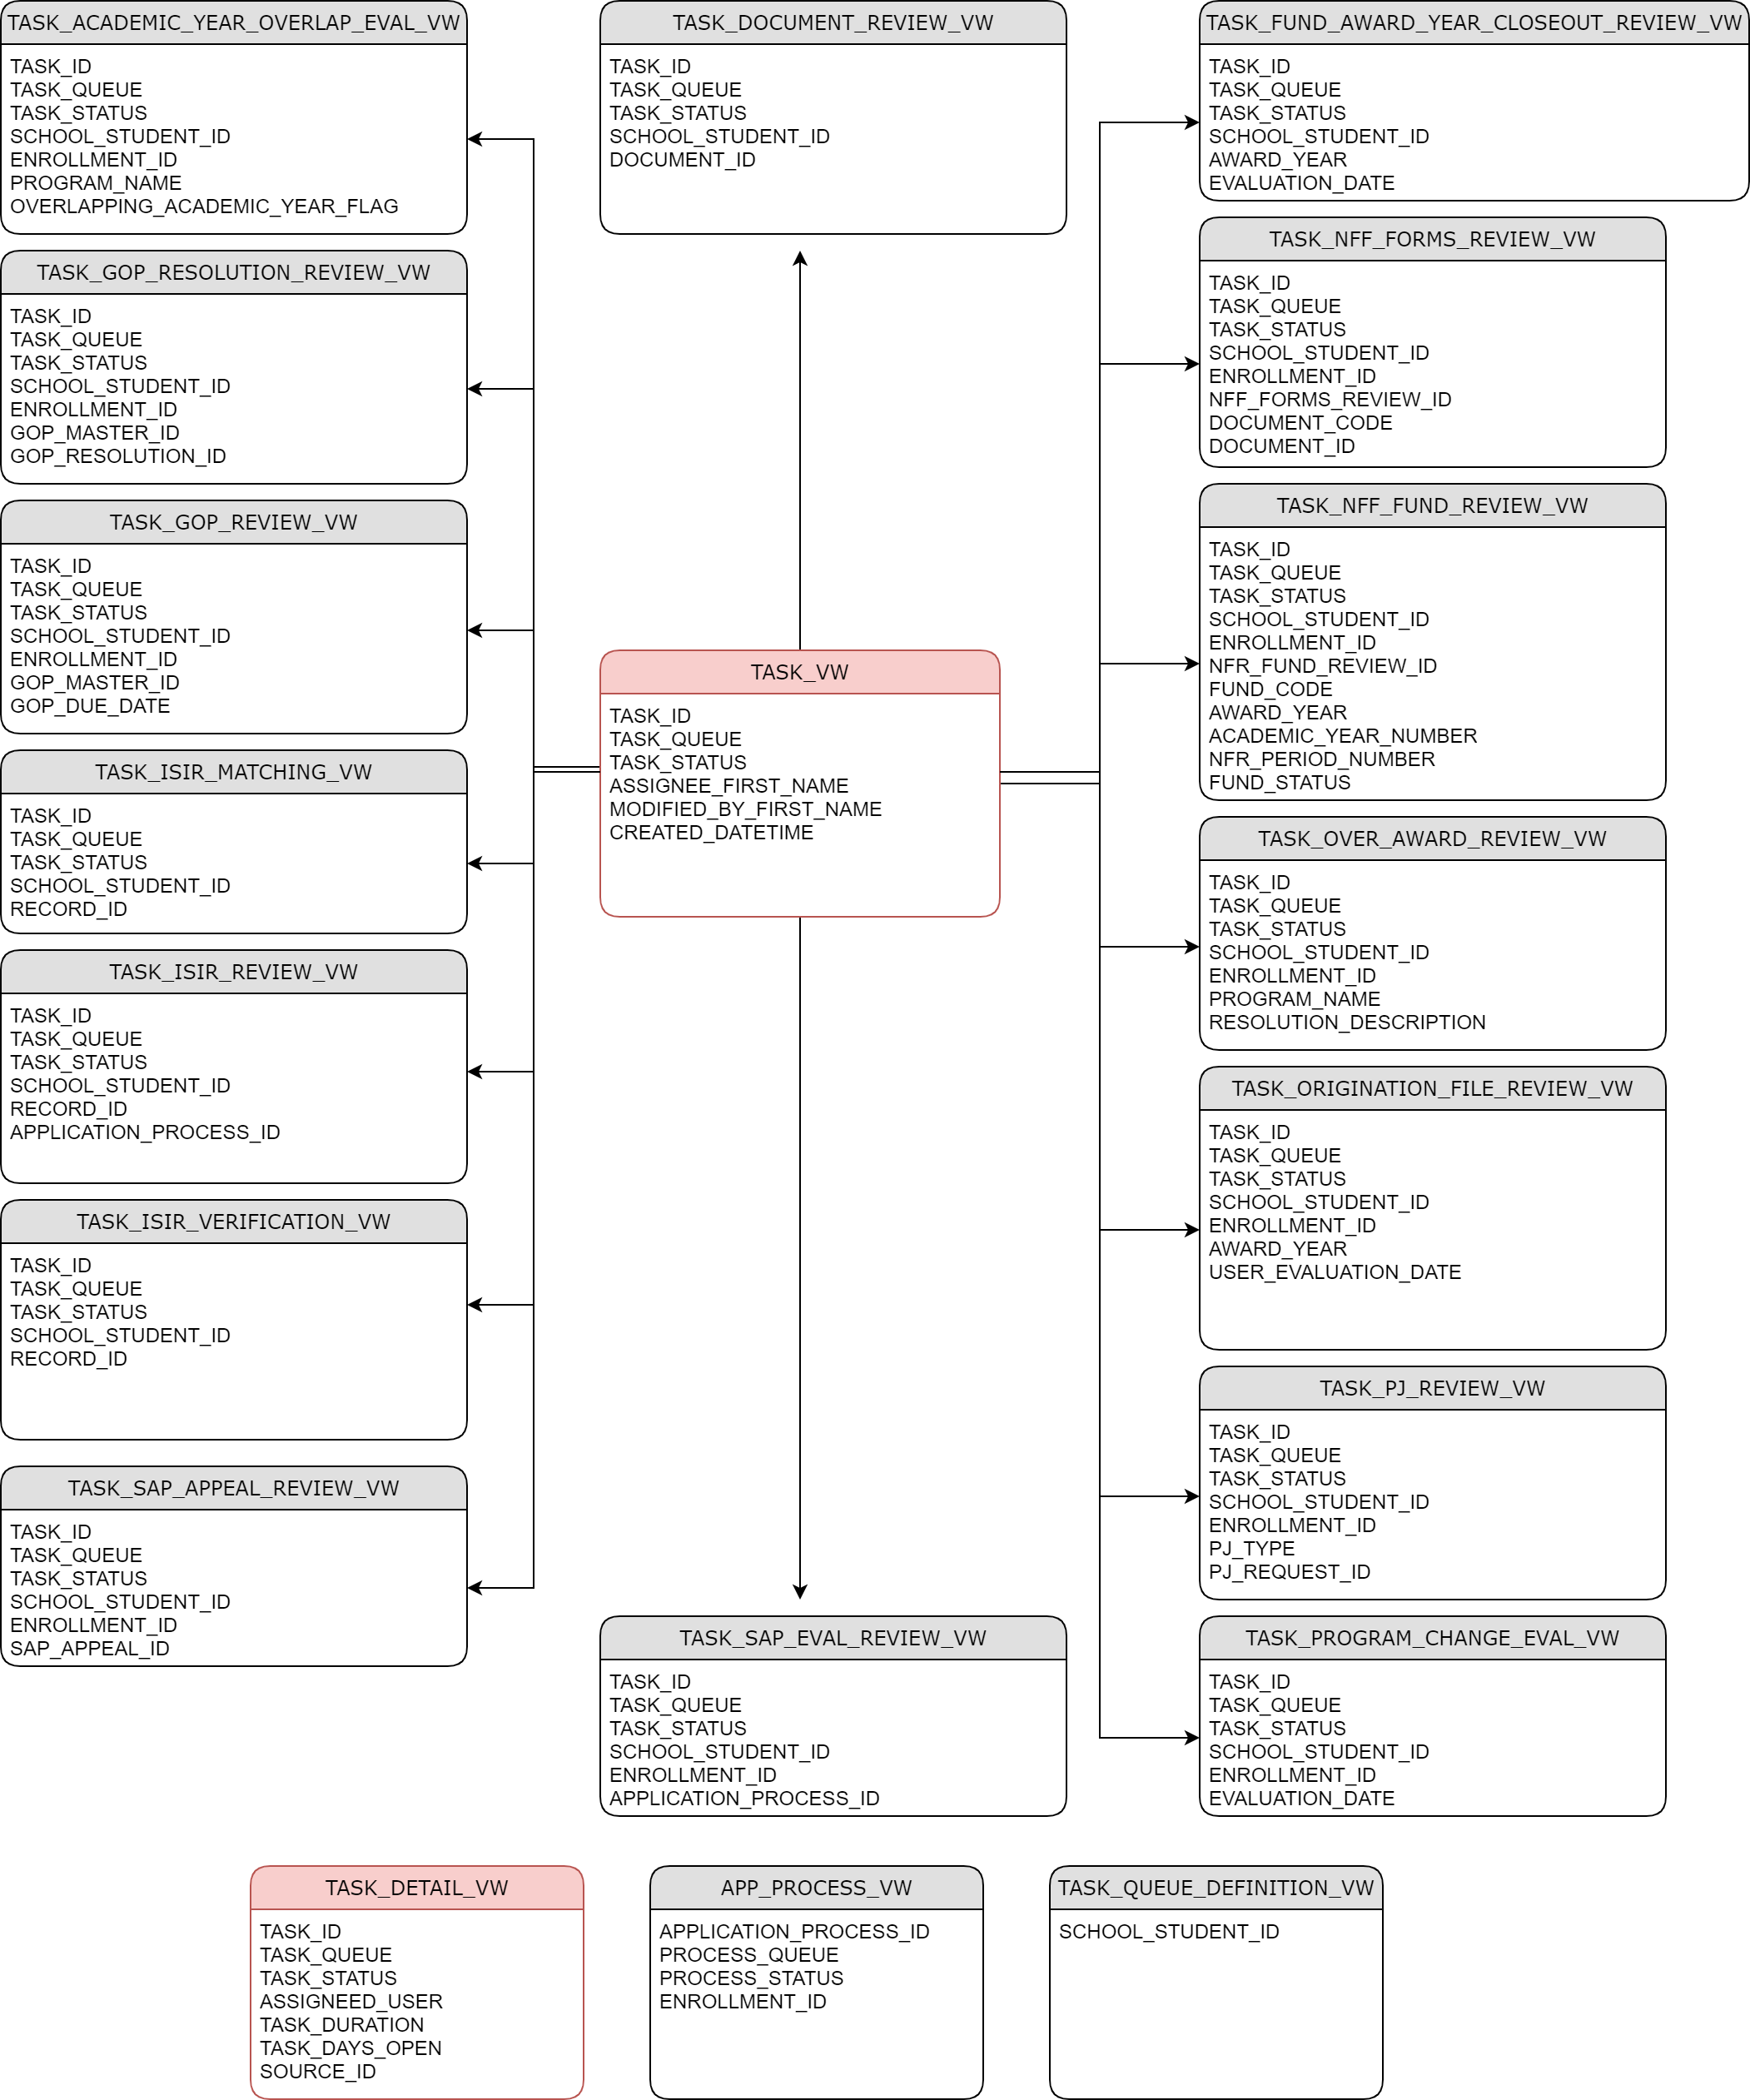 TASK_ACADEMIC_YEAR_OVERLAP_EVAL_VW
TASK_ID
TASK_QUEUE
TASK_STATUS
SCHOOL_STUDENT_ID
ENROLLMENT_ID
PROGRAM_NAME
OVERLAPPING_ACADEMIC_YEAR_FLAG
TASK_GOP_RESOLUTION_REVIEW_VW
TASK_ID
TASK_QUEUE
TASK_STATUS
SCHOOL_STUDENT_ID
ENROLLMENT_ID
GOP_MASTER_ID
GOP_RESOLUTION_ID
TASK_GOP_REVIEW_VW
TASK_ID
TASK_QUEUE
TASK_STATUS
SCHOOL_STUDENT_ID
ENROLLMENT_ID
GOP_MASTER_ID
GOP_DUE_DATE
TASK_ISIR_MATCHING_VW
TASK_ID
TASK_QUEUE
TASK_STATUS
SCHOOL_STUDENT_ID
RECORD_ID
TASK_ISIR_REVIEW_VW
TASK_ID
TASK_QUEUE
TASK_STATUS
SCHOOL_STUDENT_ID
RECORD_ID
APPLICATION_PROCESS_ID
TASK_ISIR_VERIFICATION_VW
TASK_ID
TASK_QUEUE
TASK_STATUS
SCHOOL_STUDENT_ID
RECORD_ID
TASK_SAP_APPEAL_REVIEW_VW
TASK_ID
TASK_QUEUE
TASK_STATUS
SCHOOL_STUDENT_ID
ENROLLMENT_ID
SAP_APPEAL_ID
TASK_DOCUMENT_REVIEW_VW
TASK_ID
TASK_QUEUE
TASK_STATUS
SCHOOL_STUDENT_ID
DOCUMENT_ID
TASK_VW
TASK_ID
TASK_QUEUE
TASK_STATUS
ASSIGNEE_FIRST_NAME
MODIFIED_BY_FIRST_NAME
CREATED_DATETIME
TASK_SAP_EVAL_REVIEW_VW
TASK_ID
TASK_QUEUE
TASK_STATUS
SCHOOL_STUDENT_ID
ENROLLMENT_ID
APPLICATION_PROCESS_ID
TASK_FUND_AWARD_YEAR_CLOSEOUT_REVIEW_VW
TASK_ID
TASK_QUEUE
TASK_STATUS
SCHOOL_STUDENT_ID
AWARD_YEAR
EVALUATION_DATE
TASK_NFF_FORMS_REVIEW_VW
TASK_ID
TASK_QUEUE
TASK_STATUS
SCHOOL_STUDENT_ID
ENROLLMENT_ID
NFF_FORMS_REVIEW_ID
DOCUMENT_CODE
DOCUMENT_ID
TASK_NFF_FUND_REVIEW_VW
TASK_ID
TASK_QUEUE
TASK_STATUS
SCHOOL_STUDENT_ID
ENROLLMENT_ID
NFR_FUND_REVIEW_ID
FUND_CODE
AWARD_YEAR
ACADEMIC_YEAR_NUMBER
NFR_PERIOD_NUMBER
FUND_STATUS
TASK_OVER_AWARD_REVIEW_VW
TASK_ID
TASK_QUEUE
TASK_STATUS
SCHOOL_STUDENT_ID
ENROLLMENT_ID
PROGRAM_NAME
RESOLUTION_DESCRIPTION
TASK_ORIGINATION_FILE_REVIEW_VW
TASK_ID
TASK_QUEUE
TASK_STATUS
SCHOOL_STUDENT_ID
ENROLLMENT_ID
AWARD_YEAR
USER_EVALUATION_DATE
TASK_PJ_REVIEW_VW
TASK_ID
TASK_QUEUE
TASK_STATUS
SCHOOL_STUDENT_ID
ENROLLMENT_ID
PJ_TYPE
PJ_REQUEST_ID
TASK_PROGRAM_CHANGE_EVAL_VW
TASK_ID
TASK_QUEUE
TASK_STATUS
SCHOOL_STUDENT_ID
ENROLLMENT_ID
EVALUATION_DATE
TASK_DETAIL_VW
TASK_ID
TASK_QUEUE
TASK_STATUS
ASSIGNEED_USER
TASK_DURATION
TASK_DAYS_OPEN
SOURCE_ID
APP_PROCESS_VW
APPLICATION_PROCESS_ID
PROCESS_QUEUE
PROCESS_STATUS
ENROLLMENT_ID
TASK_QUEUE_DEFINITION_VW
SCHOOL_STUDENT_ID